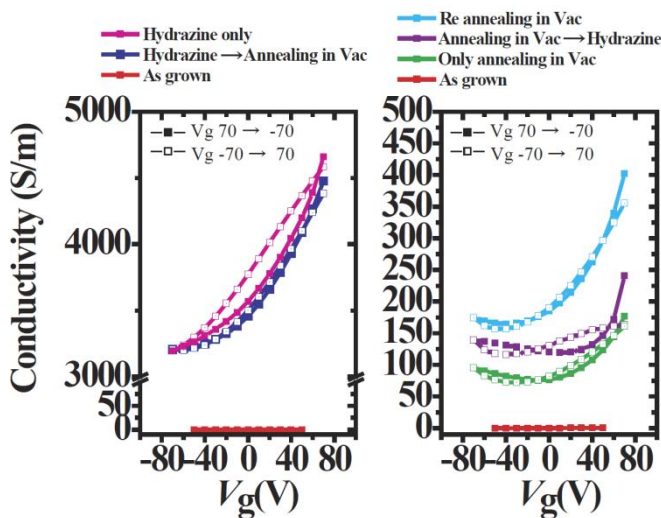 Hydrazine only
Hydrazine → Annealing in Vac
As grown
Re annealing in Vac
Annealing in Vac → Hydrazine
Only annealing in Vac
As grown
Conductivity (S/m)
5000
4000
3000
50
0
Vg 70 → -70
Vg -70 → 70
-80 -40 0 40 80
Vg(V)
500
450
400
350
300
250
200
150
100
50
0
Vg 70 → -70
Vg -70 → 70
-80 -40 0 40 80
Vg(V)